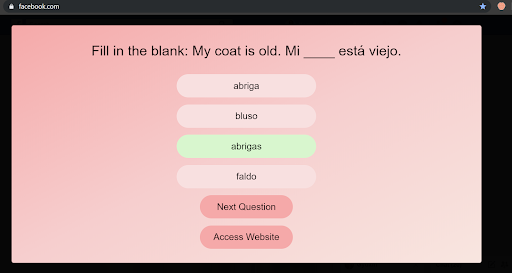 facebook.com
Fill in the blank: My coat is old. Mi ____ está viejo.
abriga
bluso
abrigas
faldo
Next Question
Access Website